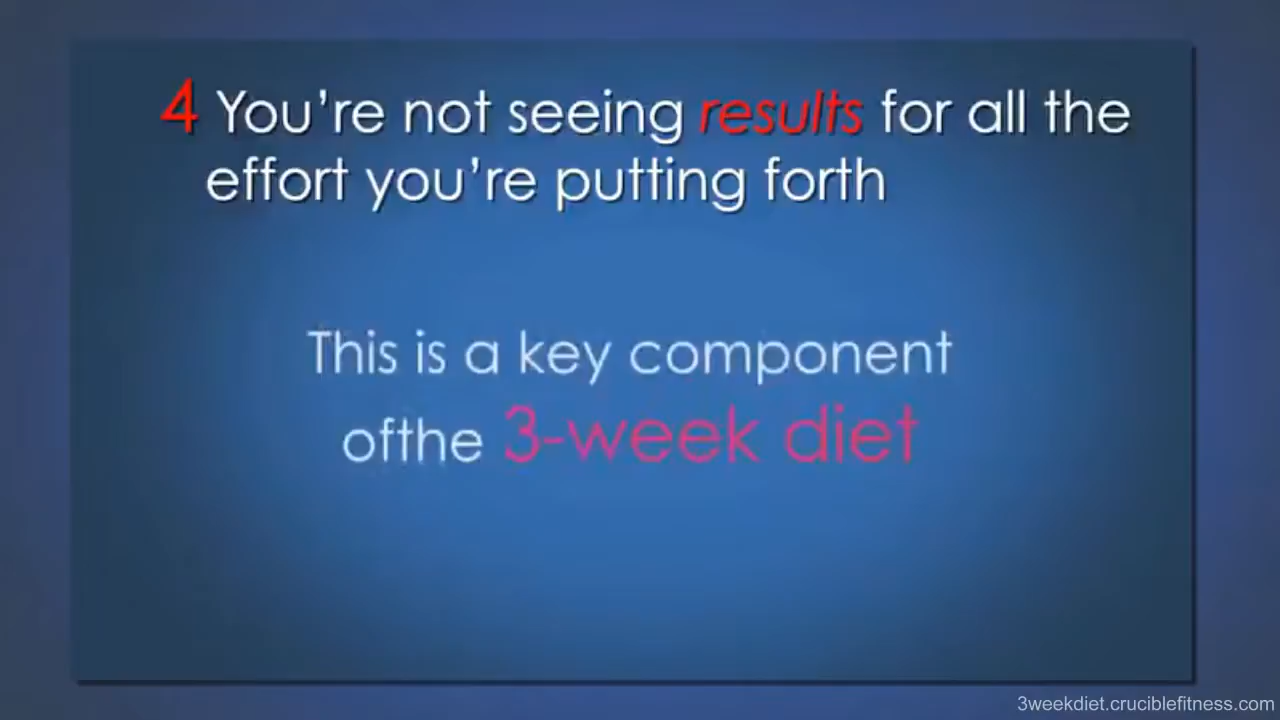 4 You're not seeing results for all the
effort you're putting forth
This is a key component
ofthe 3-week diet
3weekdiet.cruciblefitness.com